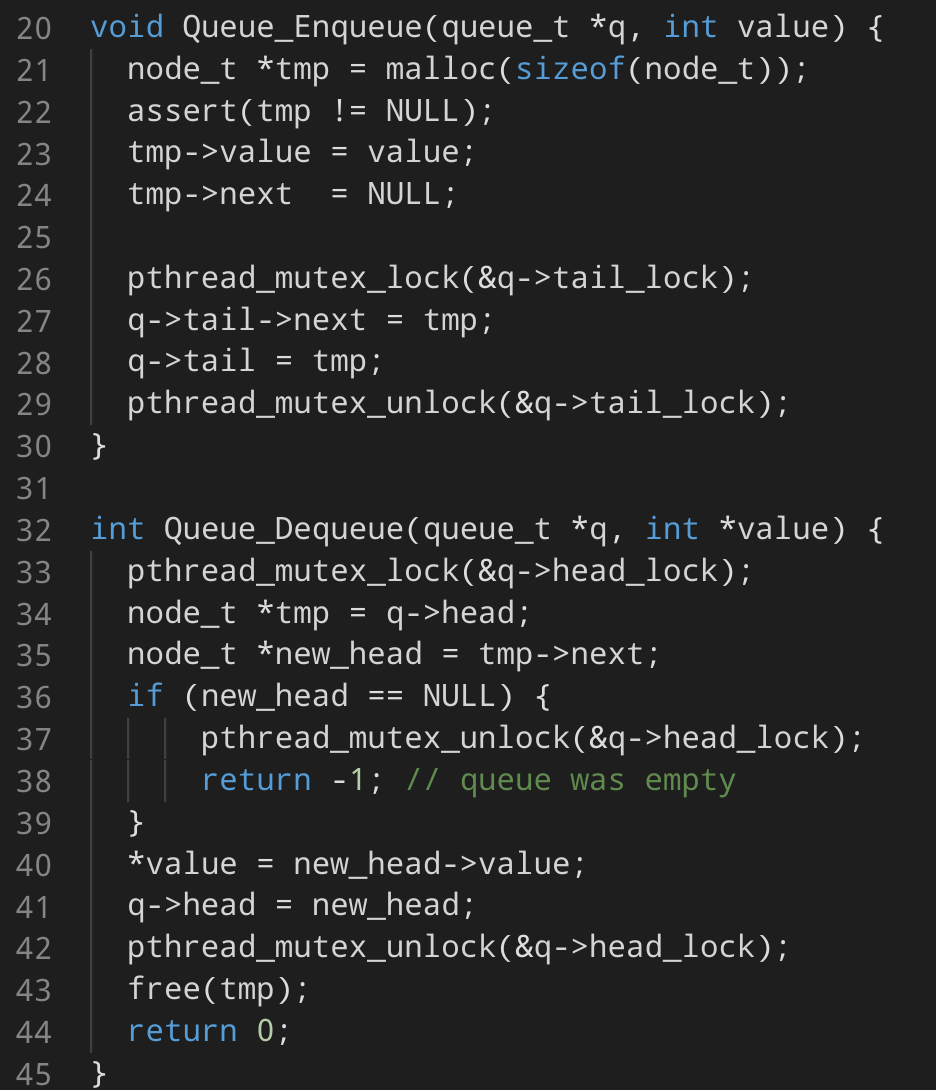 20 void Queue_Enqueue(queue_t *q, int value) {
21   node_t *tmp = malloc(sizeof(node_t));
22   assert(tmp != NULL);
23   tmp->value = value;
24   tmp->next  = NULL;
25
26   pthread_mutex_lock(&q->tail_lock);
27   q->tail->next = tmp;
28   q->tail = tmp;
29   pthread_mutex_unlock(&q->tail_lock);
30 }
31
32 int Queue_Dequeue(queue_t *q, int *value) {
33   pthread_mutex_lock(&q->head_lock);
34   node_t *tmp = q->head;
35   node_t *new_head = tmp->next;
36   if (new_head == NULL) {
37       pthread_mutex_unlock(&q->head_lock);
38       return -1; // queue was empty
39   }
40   *value = new_head->value;
41   q->head = new_head;
42   pthread_mutex_unlock(&q->head_lock);
43   free(tmp);
44   return 0;
45 }